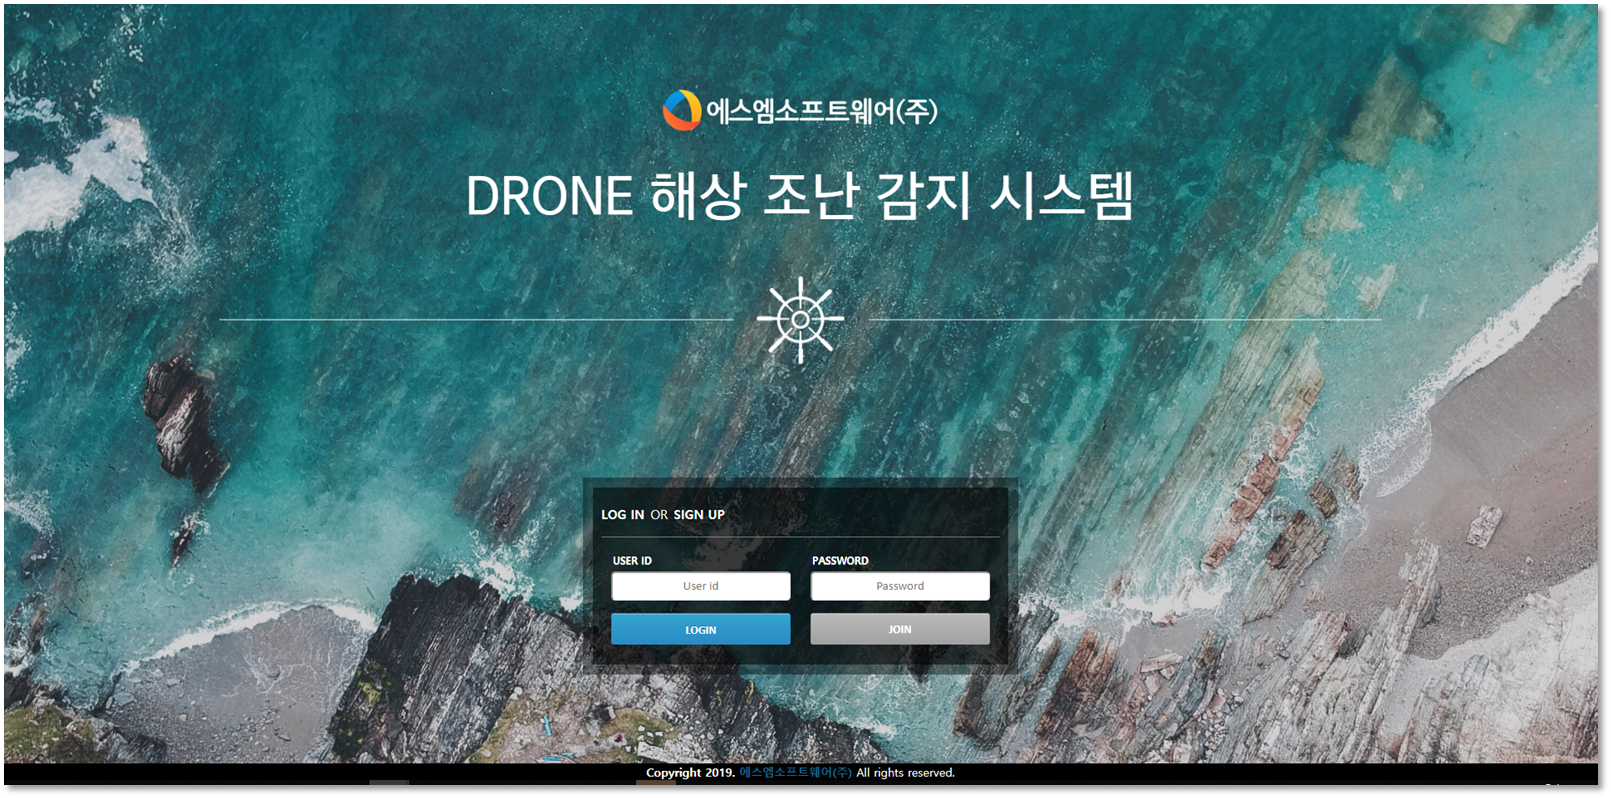 에스엠소프트웨어(주)
DRONE 해상 조난 감지 시스템
LOG IN OR SIGN UP
USER ID PASSWORD
User id Password
LOGIN JOIN
Copyright 2019. 에스엠소프트웨어(주) All rights reserved.